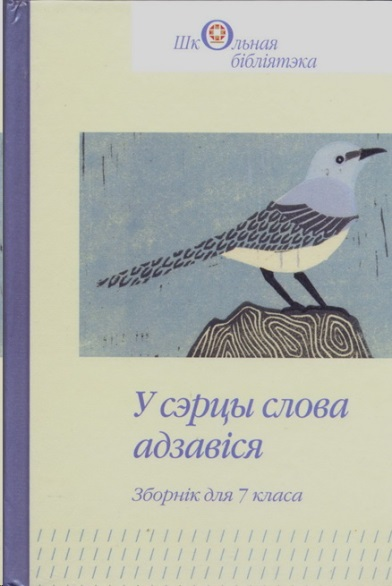 Школьная
бібліятэка
У сэрцы слова
адзавіся
Зборнік для 7 класа